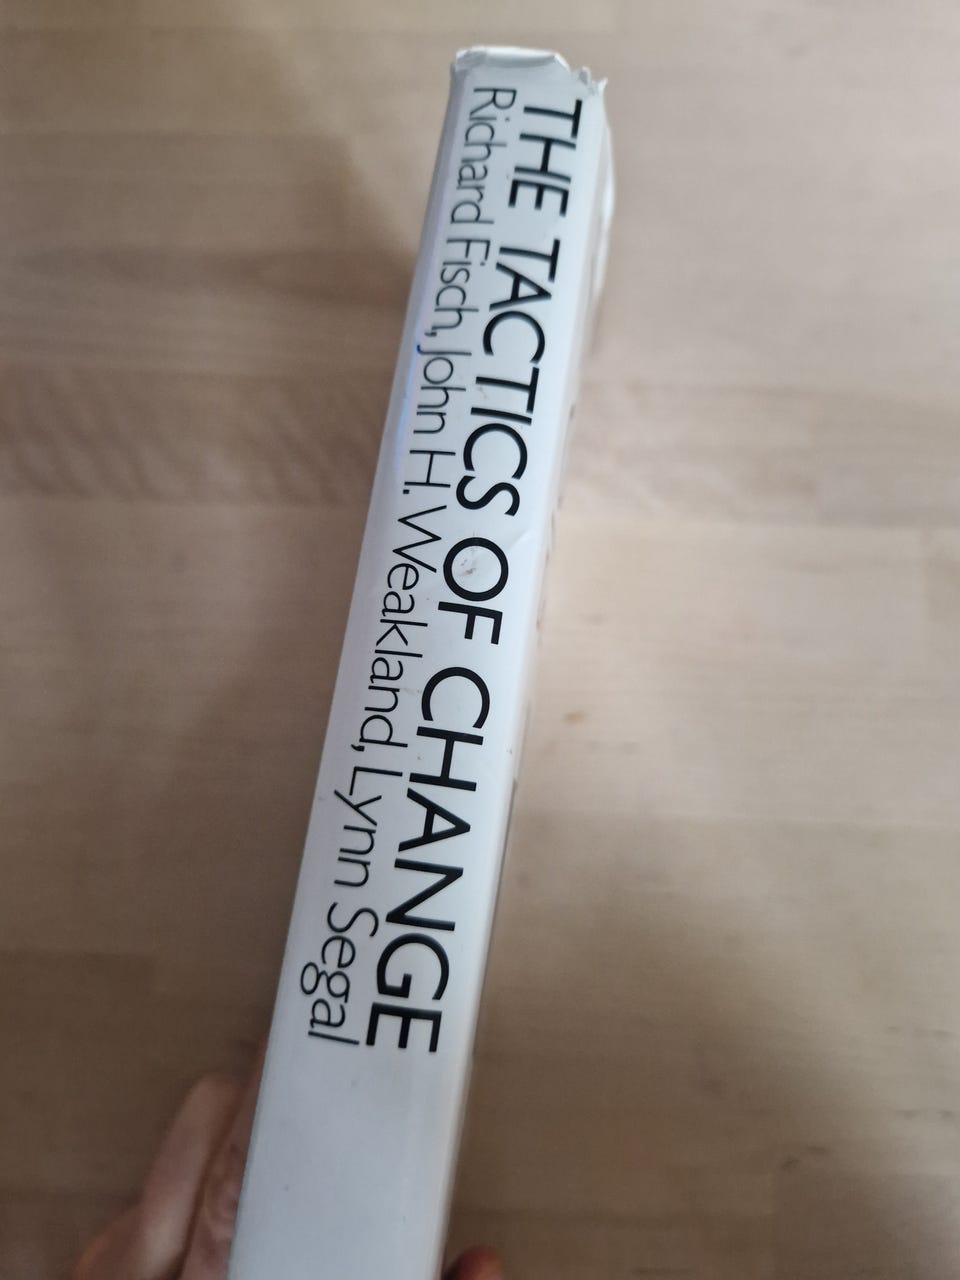 THE TACTICS OF CHANGE
Richard Fisch, John H. Weakland, Lynn Segal